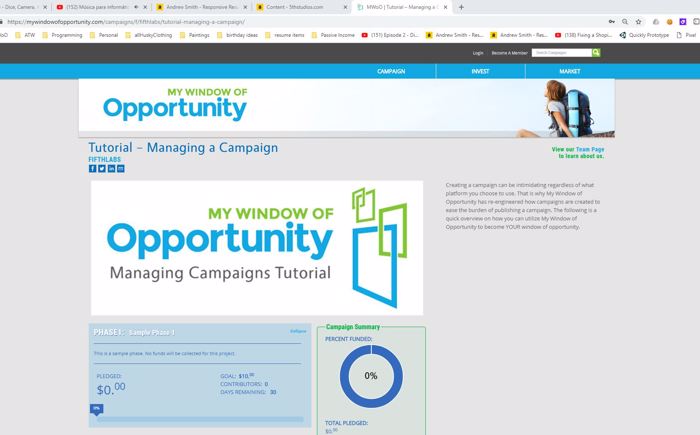 - Dice, Camera,
(152) Música para informáti
Andrew Smith - Responsive Res
Content - 5thstudios.com
MWoO | Tutorial – Managing a C
https://mywindowofopportunity.com/campaigns/f/fifthlabs/tutorial-managing-a-campaign/
ATW
Programming
Personal
allHuskyClothing
Paintings
birthday ideas
resume items
Passive Income
(151) Episode 2 - Di...
Andrew Smith - Res...
Andrew Smith - Res...
(138) Fixing a Shopi...
Quickly Prototype
Pixel
Login
Become A Member
Search Campaigns
CAMPAIGN
INVEST
MARKET
MY WINDOW OF
Opportunity
Tutorial – Managing a Campaign
FIFTHLABS
View our Team Page
to learn about us.
MY WINDOW OF
Opportunity
Managing Campaigns Tutorial
Creating a campaign can be intimidating regardless of what
platform you choose to use. That is why My Window of
Opportunity has re-engineered how campaigns are created to
ease the burden of publishing a campaign. The following is a
quick overview on how you can utilize My Window of
Opportunity to become YOUR window of opportunity.
PHASE1: Sample Phase 1
Collapse
This is a sample phase. No funds will be collected for this project.
PLEDGED:
$0.00
GOAL: $10.00
CONTRIBUTORS: 0
DAYS REMAINING: 30
0%
Campaign Summary
PERCENT FUNDED:
0%
TOTAL PLEDGED:
$0.00